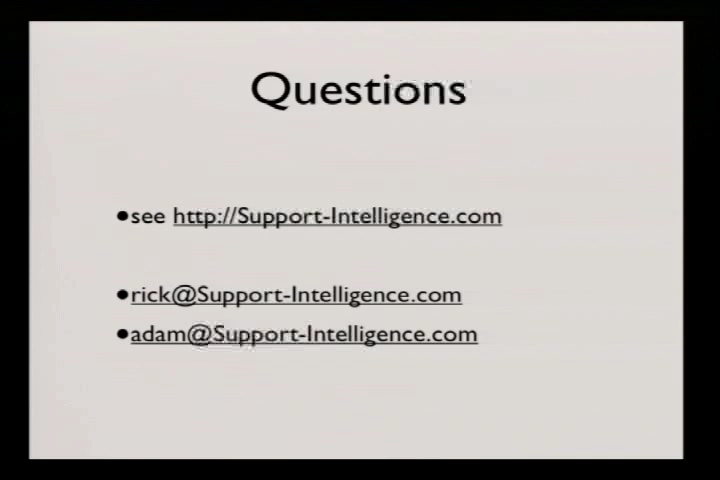 Questions
•see http://Support-Intelligence.com
•rick@Support-Intelligence.com
•adam@Support-Intelligence.com